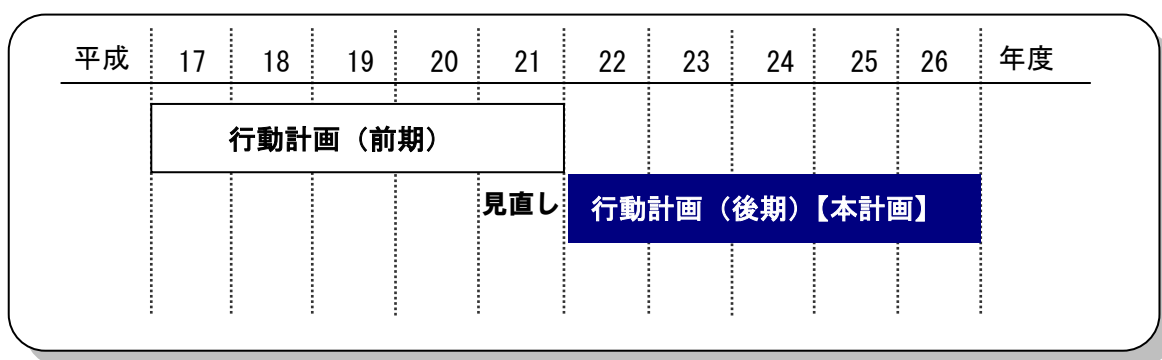 平成 17 18 19 20 21 22 23 24 25 26 年度
行動計画（前期）
見直し 行動計画（後期）【本計画】